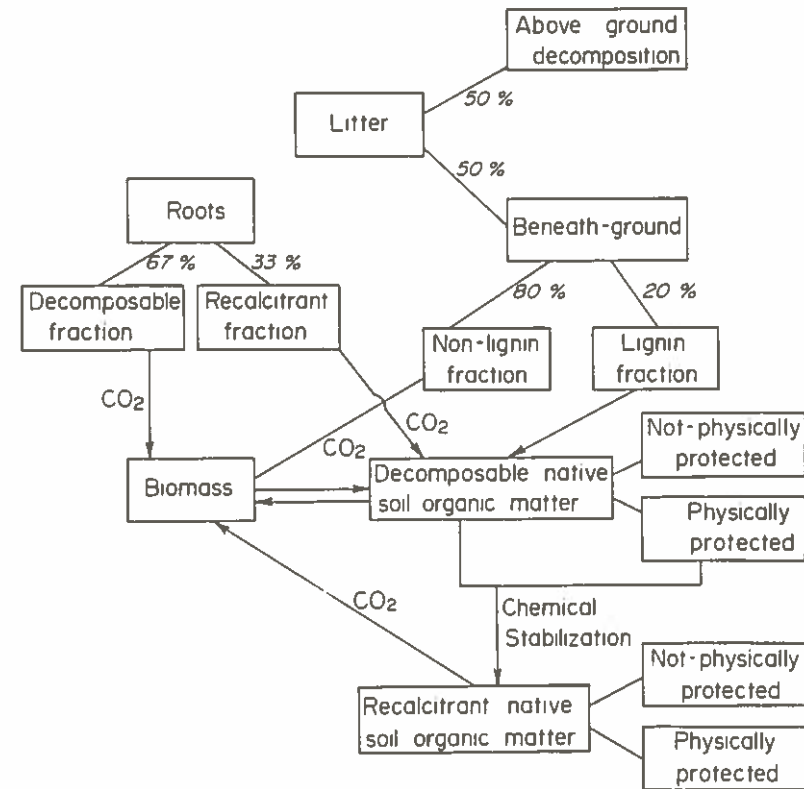 Above ground
decomposition
50 %
Litter
50 %
Roots
Beneath-ground
67 %
33 %
80 %
20 %
Decomposable
fraction
Recalcitrant
fraction
Non-lignin
fraction
Lignin
fraction
CO₂
CO₂
CO₂
Not-physically
protected
Biomass
Decomposable native
soil organic matter
Physically
protected
CO₂
Chemical
Stabilization
Not-physically
protected
Recalcitrant native
soil organic matter
Physically
protected